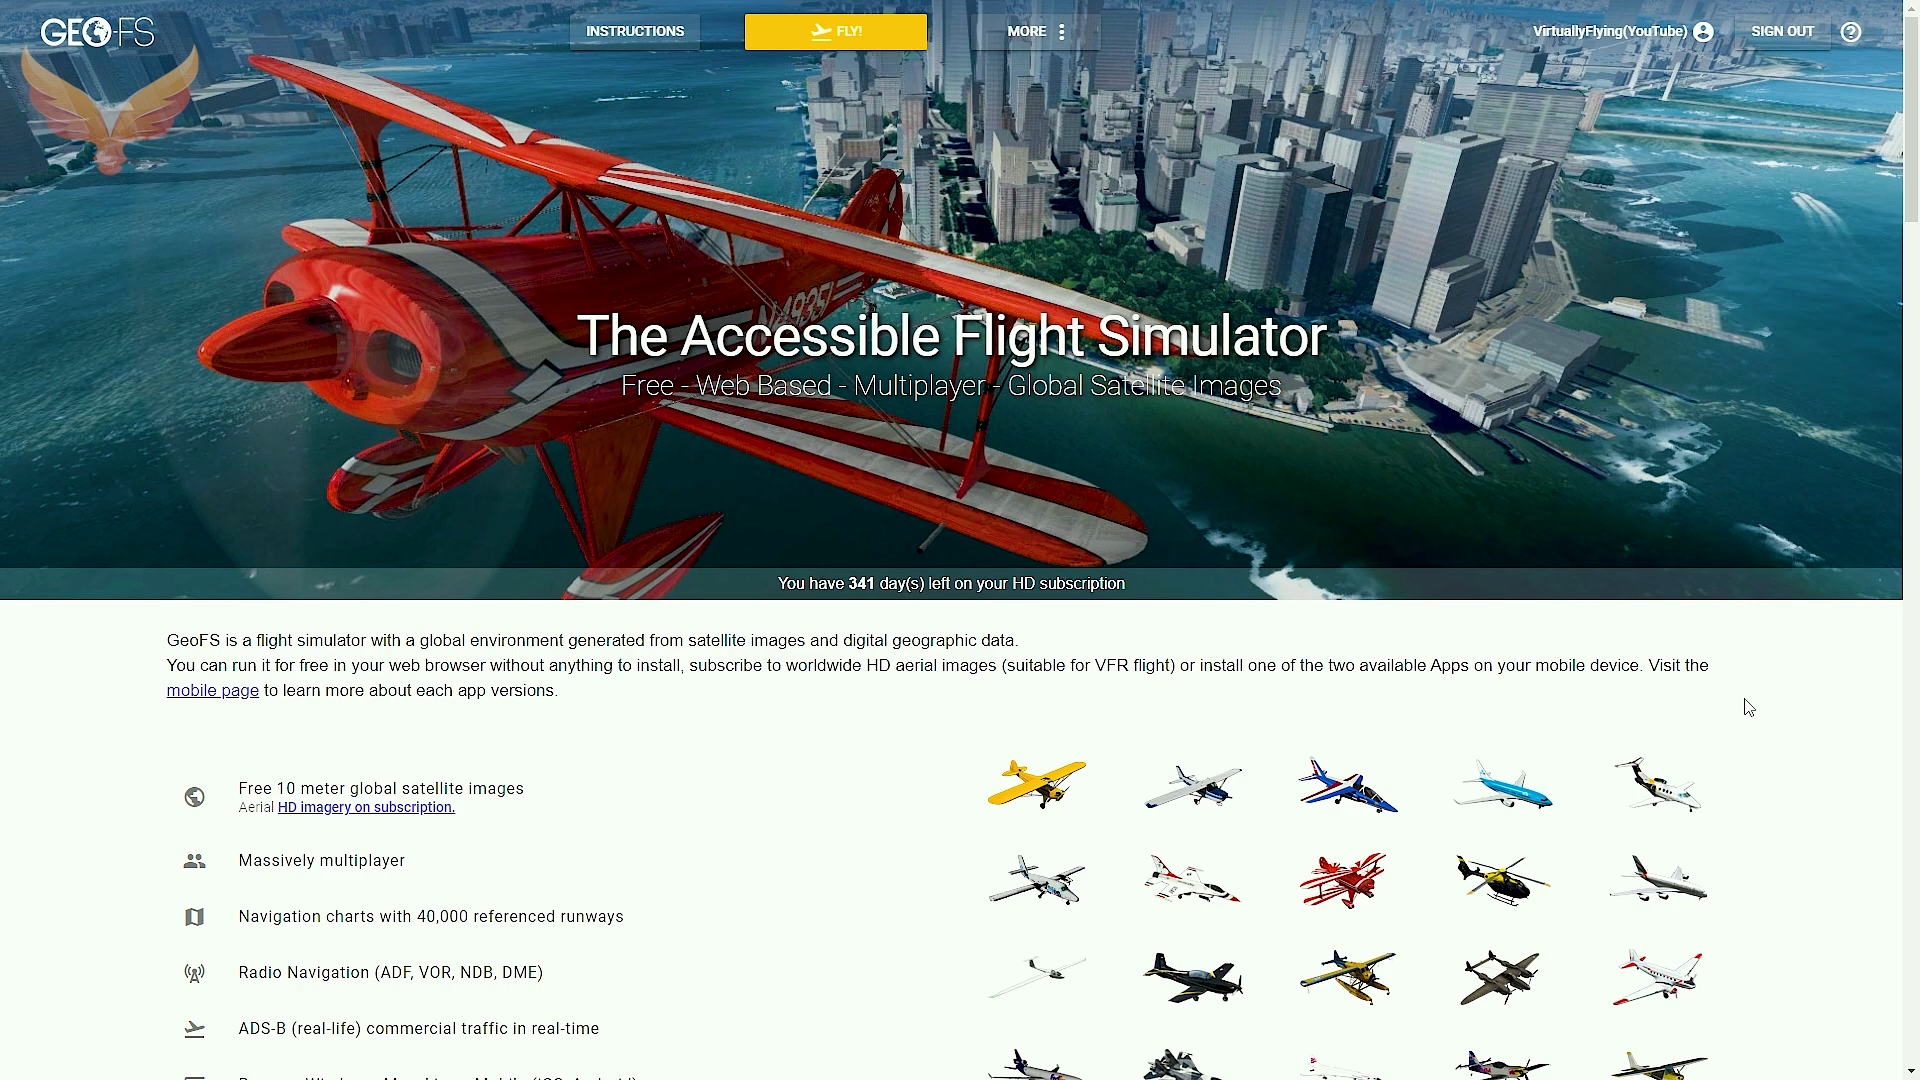 GEO-FS
INSTRUCTIONS
FLY!
MORE
VirtuallyFlying(YouTube)
SIGN OUT
N49351
The Accessible Flight Simulator
Free - Web Based - Multiplayer - Global Satellite Images
You have 341 day(s) left on your HD subscription
GeoFS is a flight simulator with a global environment generated from satellite images and digital geographic data.
You can run it for free in your web browser without anything to install, subscribe to worldwide HD aerial images (suitable for VFR flight) or install one of the two available Apps on your mobile device. Visit the
mobile page to learn more about each app versions.
Free 10 meter global satellite images
Aerial HD imagery on subscription.
Massively multiplayer
Navigation charts with 40,000 referenced runways
Radio Navigation (ADF, VOR, NDB, DME)
ADS-B (real-life) commercial traffic in real-time